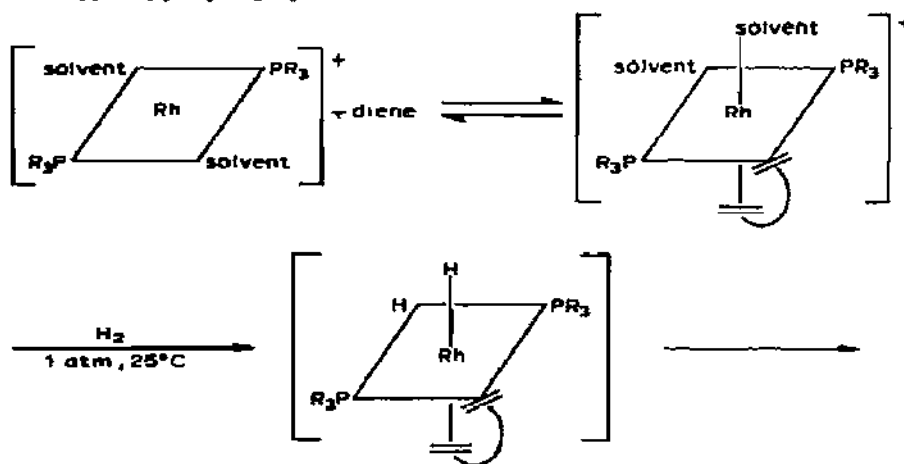 solvent
PR₃
Rh
R₃P
solvent
+
+ diene
solvent
solvent
PR₃
Rh
R₃P
+
H₂
1 atm, 25°C
H
H
PR₃
Rh
R₃P